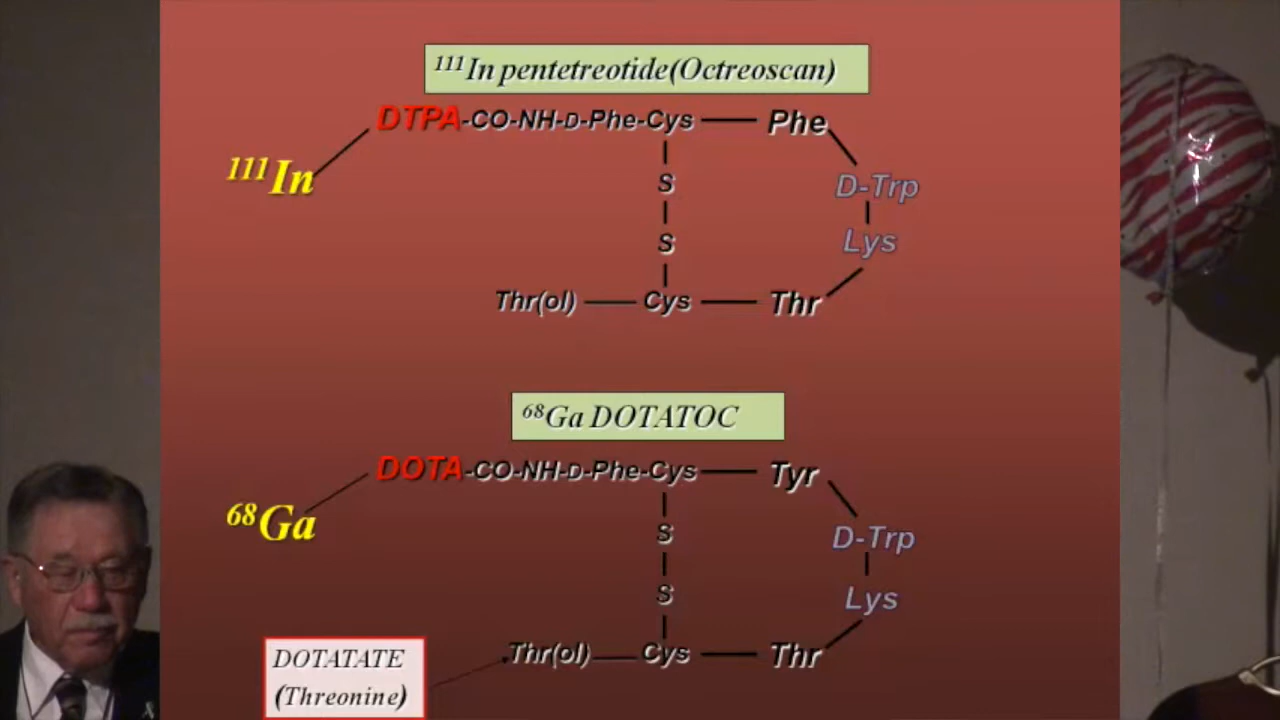 ¹¹¹In pentetreotide(Octreoscan)
DTPA-CO-NH-D-Phe-Cys — Phe
¹¹¹In
S
D-Trp
S
Lys
Thr(ol) — Cys — Thr
⁶⁸Ga DOTATOC
DOTA-CO-NH-D-Phe-Cys — Tyr
⁶⁸Ga
S
D-Trp
S
Lys
Thr(ol) — Cys — Thr
DOTATATE
(Threonine)